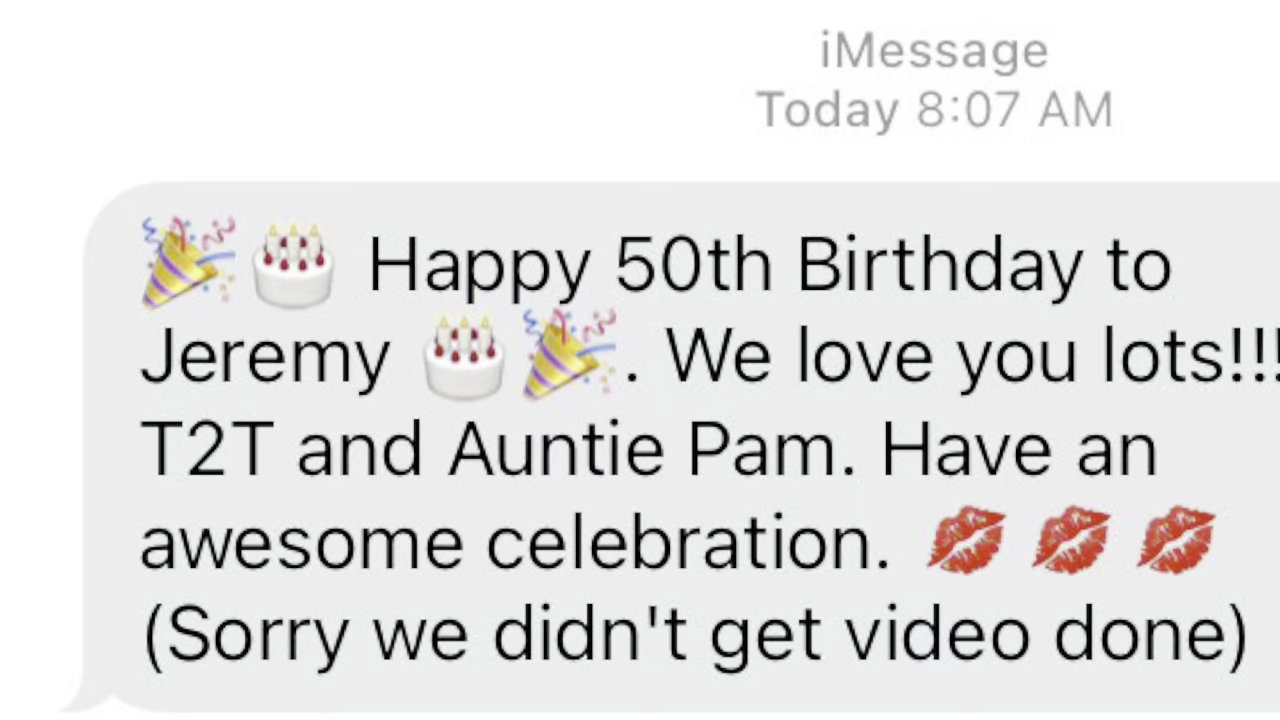 iMessage
Today 8:07 AM
🎉🎂 Happy 50th Birthday to
Jeremy 🎂🎉. We love you lots!!!
T2T and Auntie Pam. Have an
awesome celebration. 💋 💋 💋
(Sorry we didn't get video done)